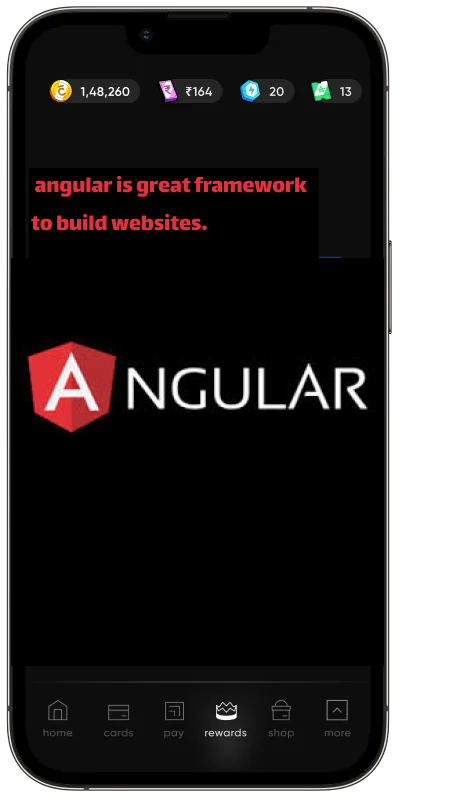 1,48,260 ₹164 20 13
angular is great framework
to build websites.
ANGULAR
home cards pay rewards shop more